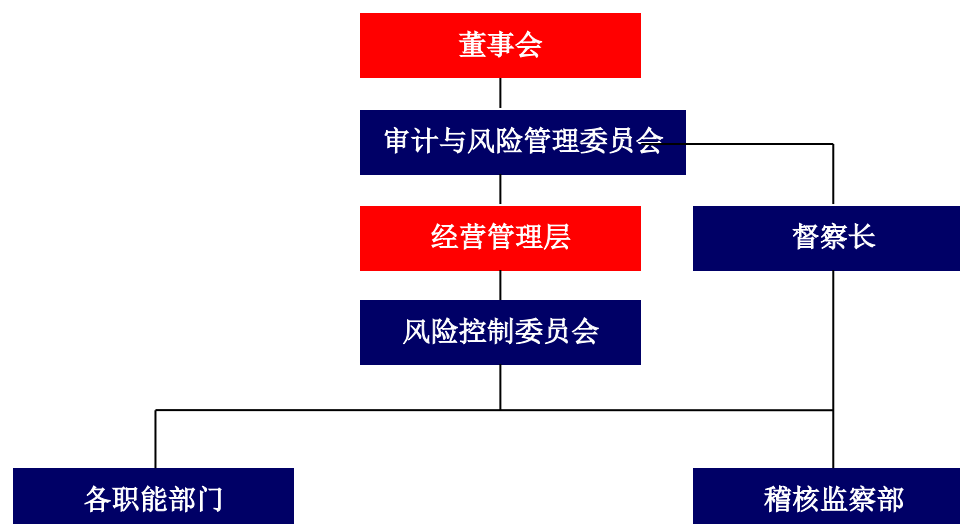 董事会
审计与风险管理委员会
经营管理层
督察长
风险控制委员会
各职能部门
稽核监察部